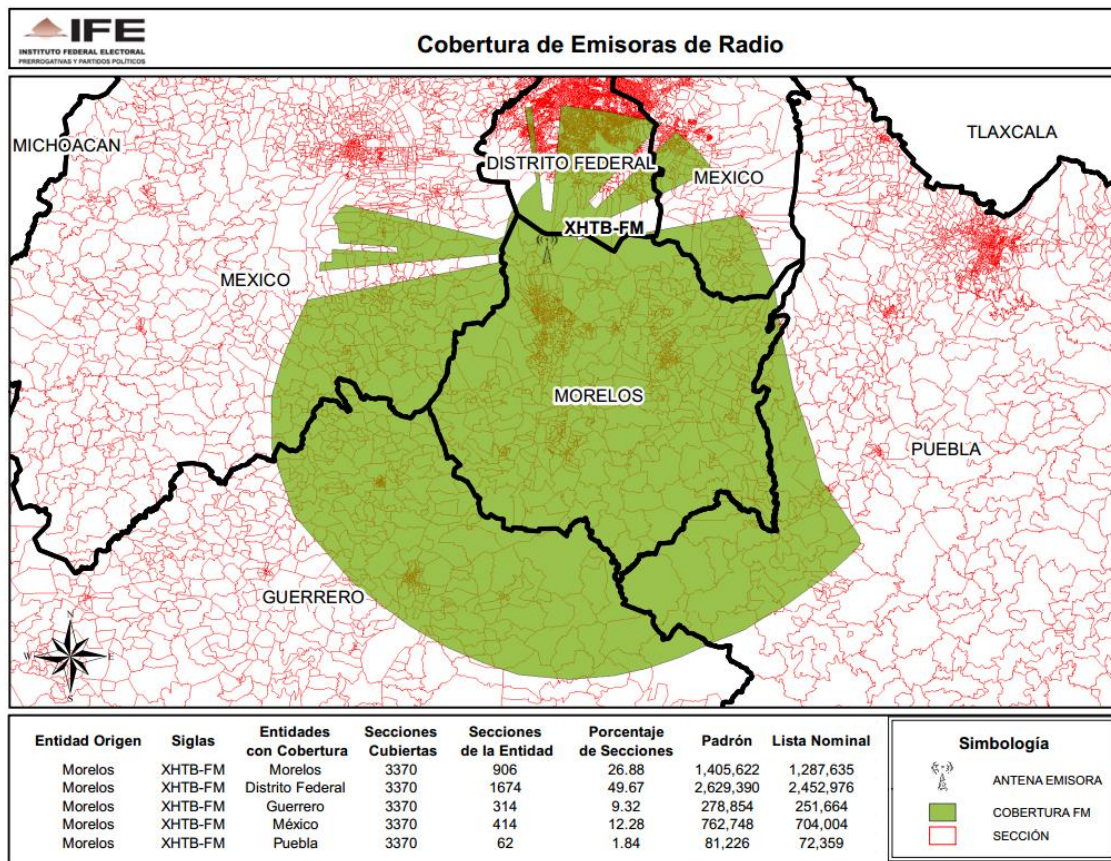 IFE
INSTITUTO FEDERAL ELECTORAL
PRERROGATIVAS Y PARTIDOS POLÍTICOS
Cobertura de Emisoras de Radio
MICHOACAN
TLAXCALA
DISTRITO FEDERAL
MEXICO
XHTB-FM
MEXICO
MORELOS
PUEBLA
GUERRERO
N
W E
S
Entidad Origen Siglas Entidades con Cobertura Secciones Cubiertas Secciones de la Entidad Porcentaje de Secciones Padrón Lista Nominal
Morelos XHTB-FM Morelos 3370 906 26.88 1,405,622 1,287,635
Morelos XHTB-FM Distrito Federal 3370 1674 49.67 2,629,390 2,452,976
Morelos XHTB-FM Guerrero 3370 314 9.32 278,854 251,664
Morelos XHTB-FM México 3370 414 12.28 762,748 704,004
Morelos XHTB-FM Puebla 3370 62 1.84 81,226 72,359
Simbología
ANTENA EMISORA
COBERTURA FM
SECCIÓN